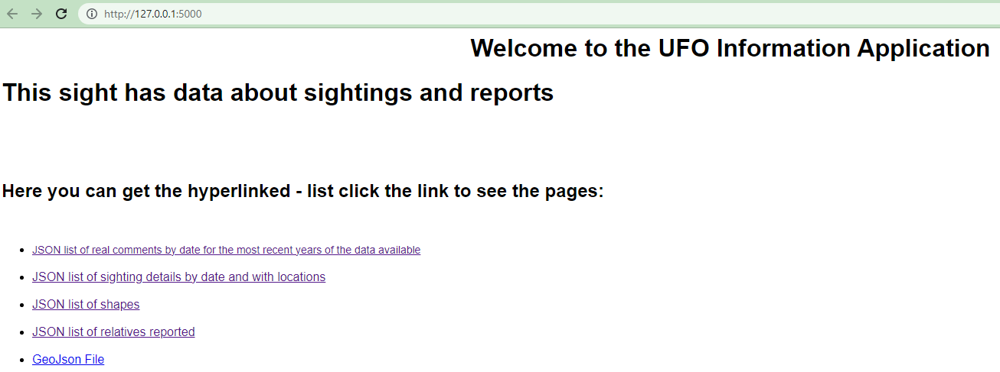 http://127.0.0.1:5000
Welcome to the UFO Information Application
This sight has data about sightings and reports
Here you can get the hyperlinked - list click the link to see the pages:
JSON list of real comments by date for the most recent years of the data available
JSON list of sighting details by date and with locations
JSON list of shapes
JSON list of relatives reported
GeoJson File